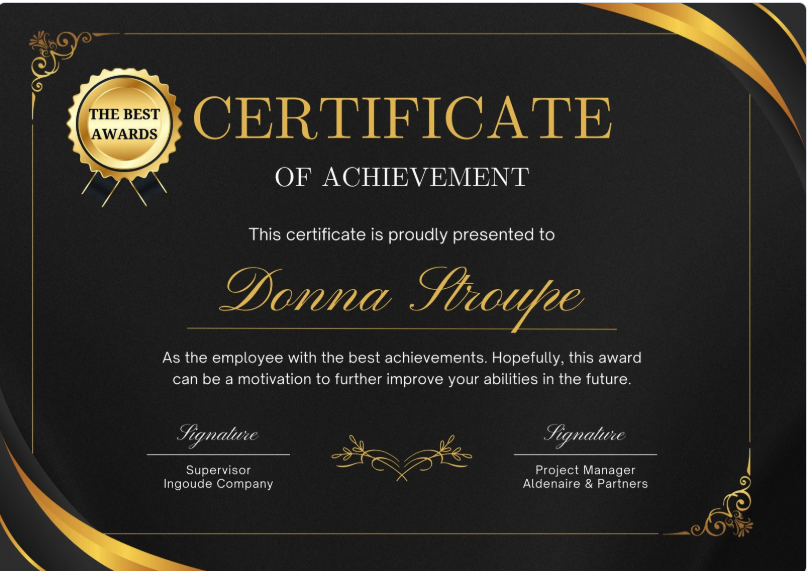 THE BEST
AWARDS
CERTIFICATE
OF ACHIEVEMENT
This certificate is proudly presented to
Donna Stroupe
As the employee with the best achievements. Hopefully, this award
can be a motivation to further improve your abilities in the future.
Signature
Supervisor
Ingoude Company
Signature
Project Manager
Aldenaire & Partners